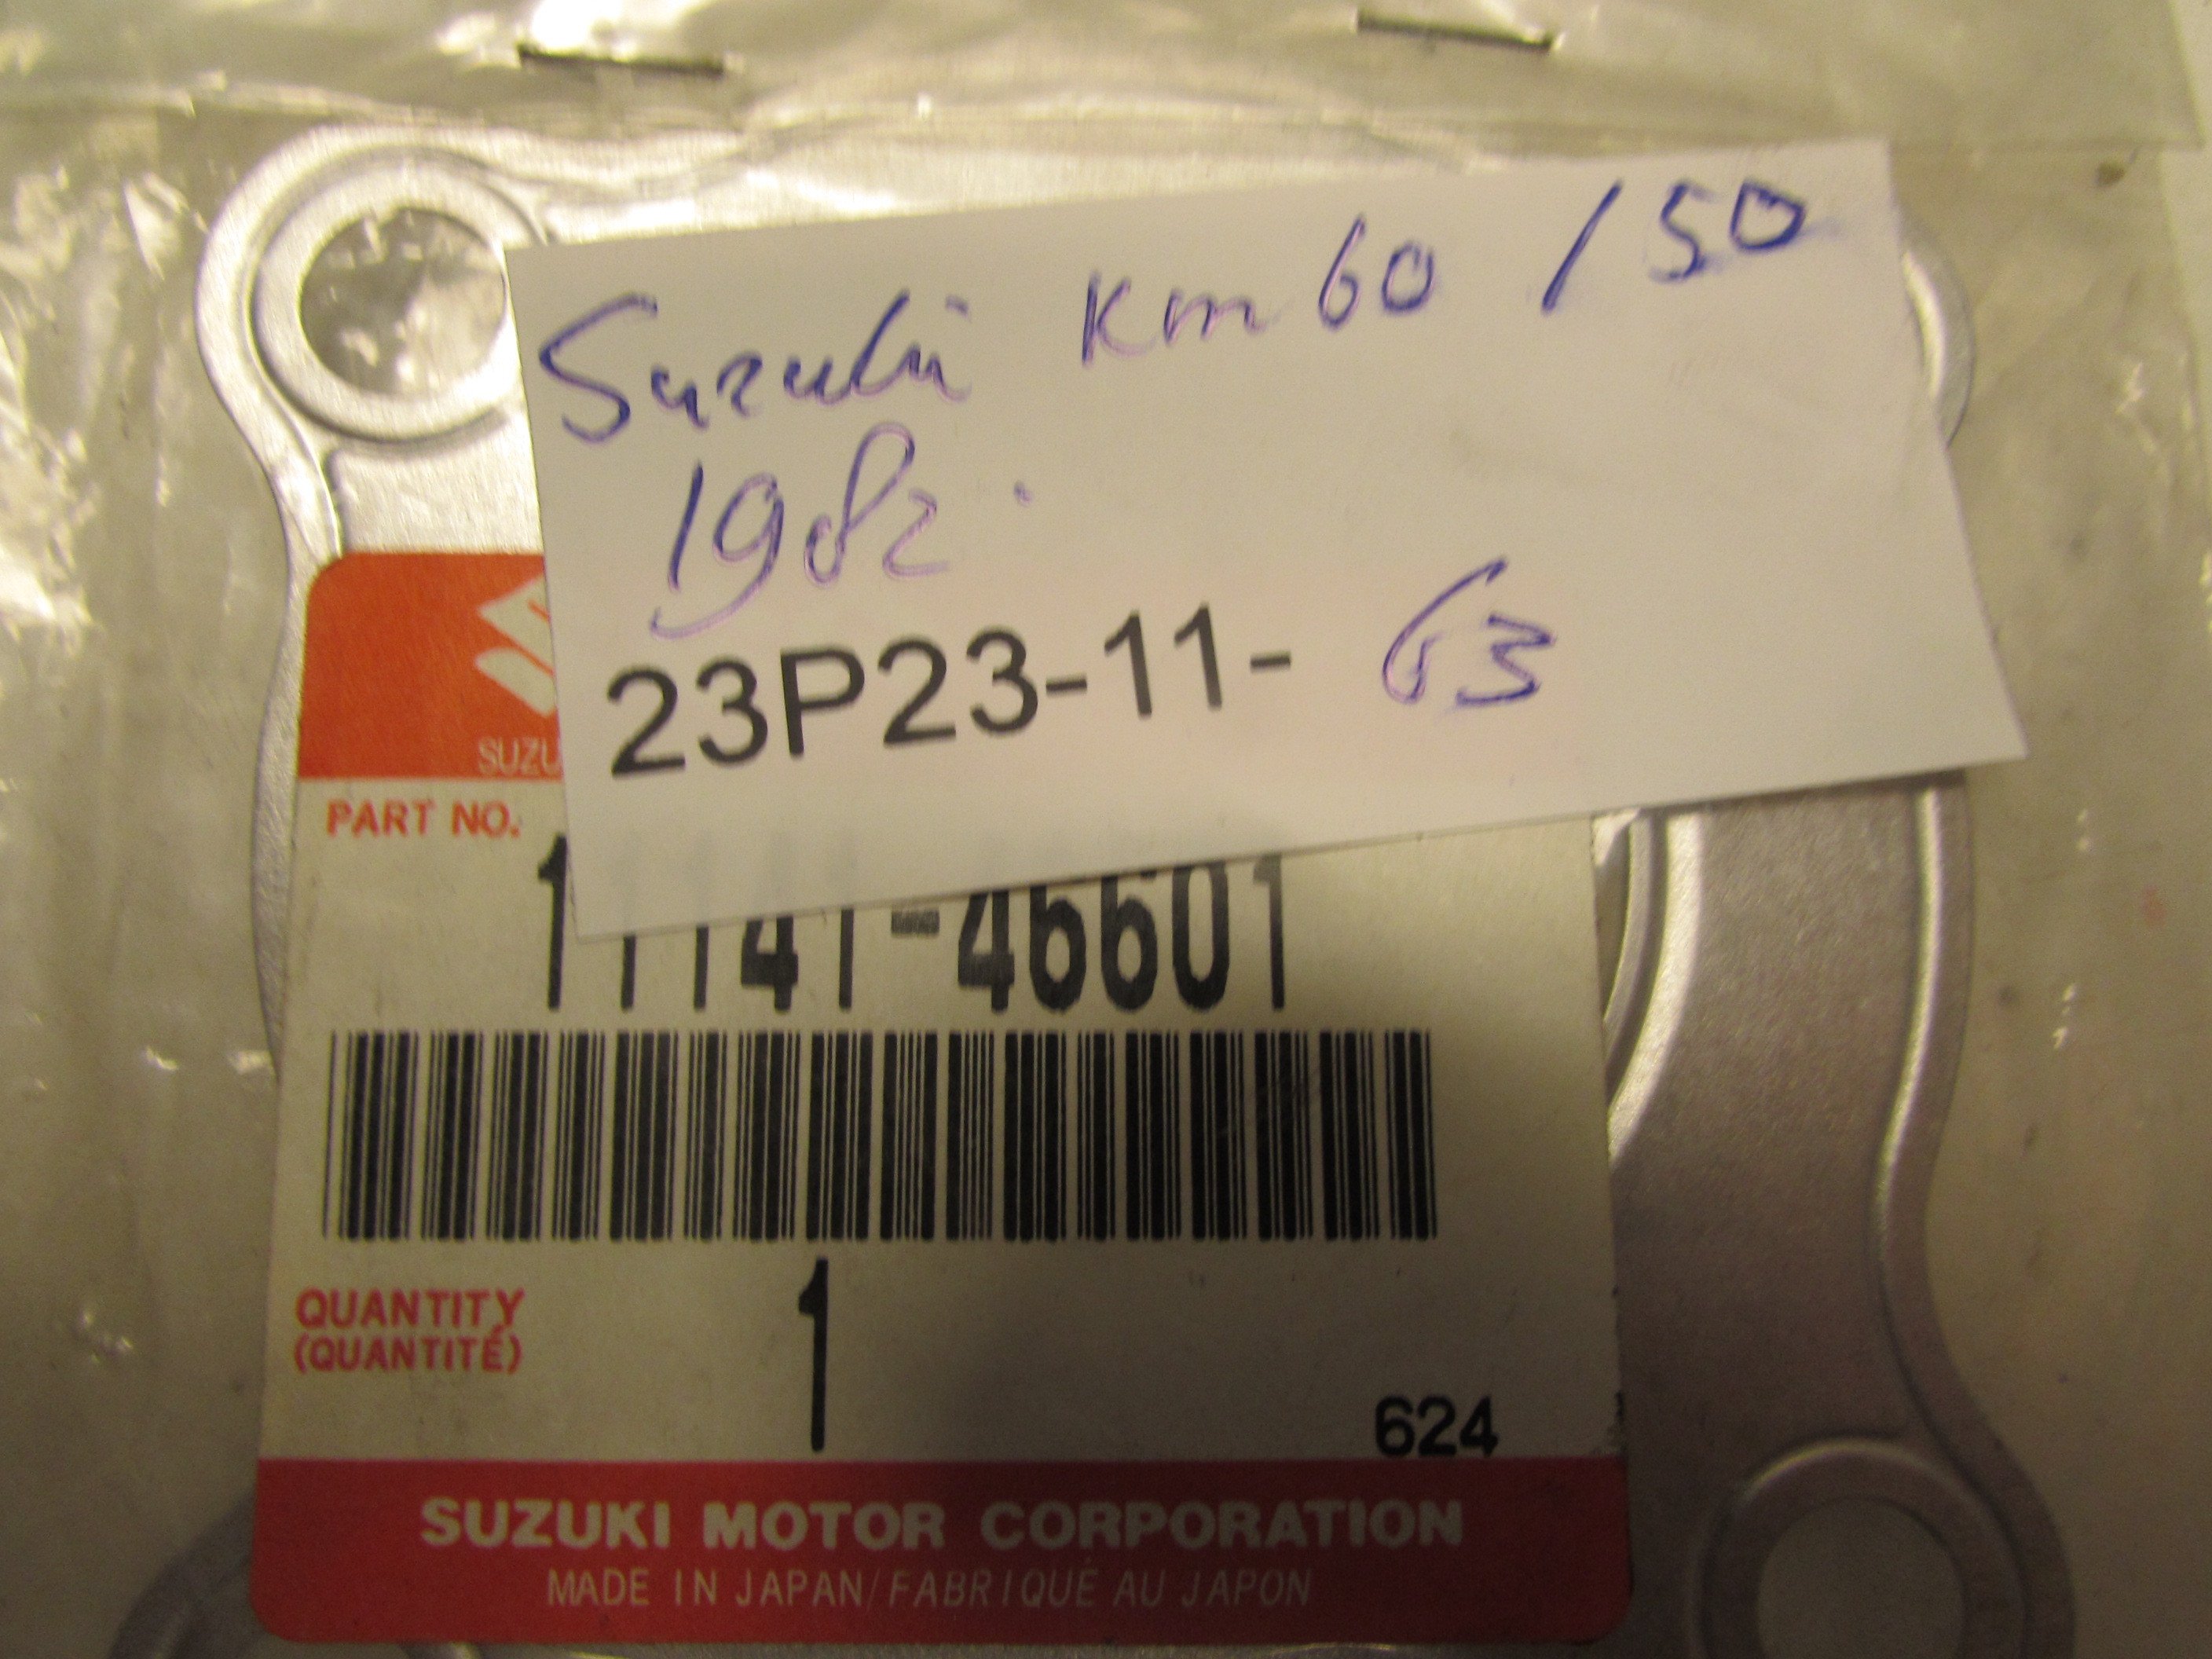 Suzuki Km 60 / 50
1982.
23P23-11- 63
SUZU
PART NO.
11141-46601
QUANTITY
(QUANTITÉ)
1
624
SUZUKI MOTOR CORPORATION
MADE IN JAPAN/FABRIQUÉ AU JAPON